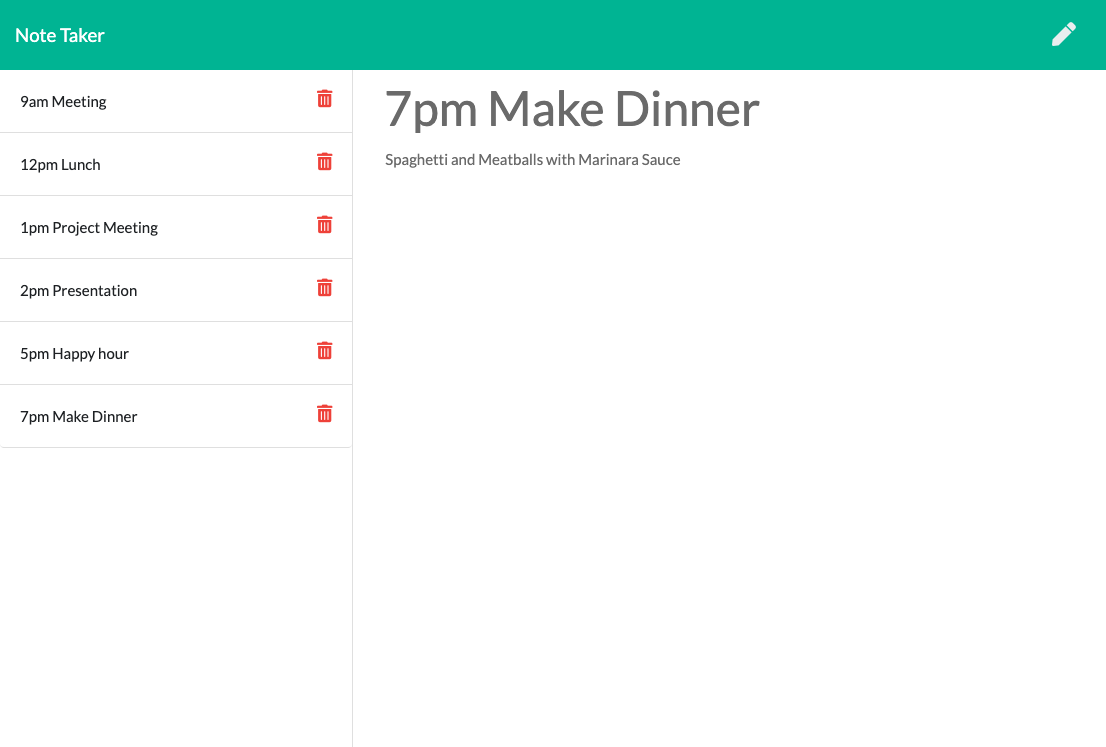 Note Taker
9am Meeting
12pm Lunch
1pm Project Meeting
2pm Presentation
5pm Happy hour
7pm Make Dinner
7pm Make Dinner
Spaghetti and Meatballs with Marinara Sauce